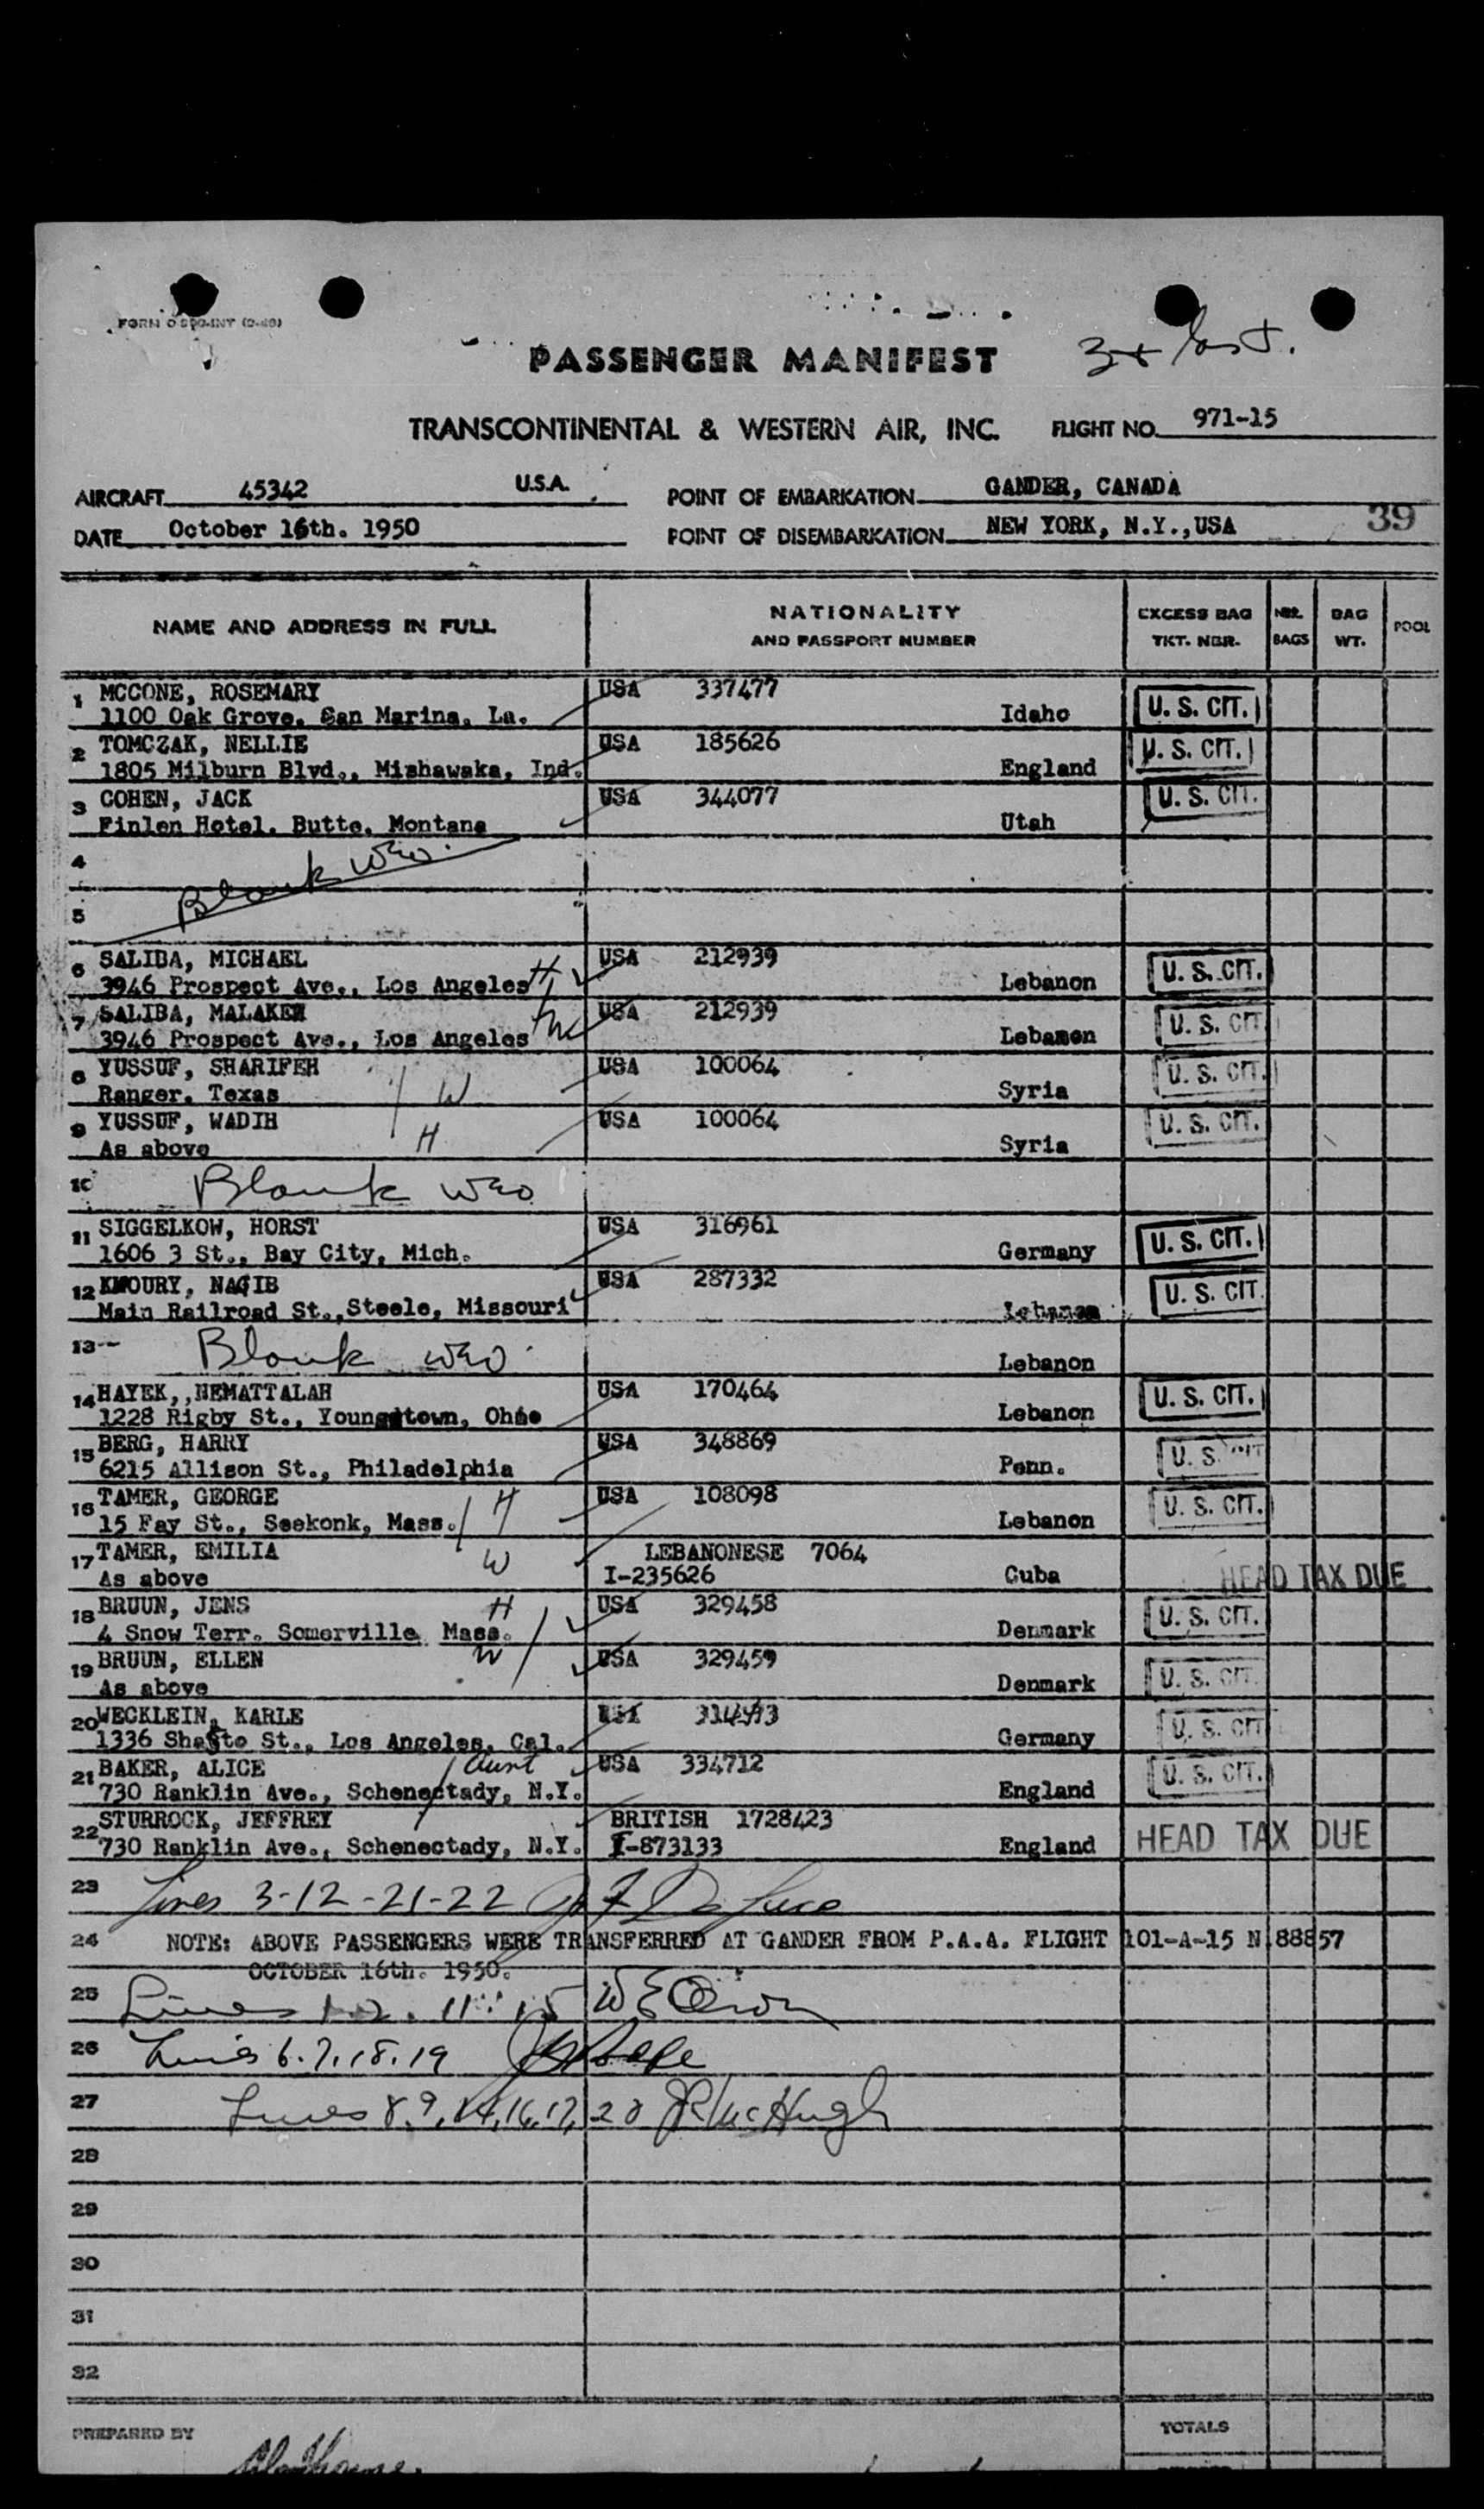 PASSENGER MANIFEST
TRANSCONTINENTAL & WESTERN AIR, INC. FLIGHT NO. 971-15
AIRCRAFT 45342 U.S.A. POINT OF EMBARKATION GANDER, CANADA
DATE October 16th. 1950 POINT OF DISEMBARKATION NEW YORK, N.Y.,USA 39
NAME AND ADDRESS IN FULL
NATIONALITY
AND PASSPORT NUMBER
EXCESS BAG
TKT. NBR.
NBR.
BAGS
BAG
WT.
POOL
1 MCCONE, ROSEMARY USA 337477 U. S. CIT.
1100 Oak Grove. San Marina. La. Idaho
2 TOMCZAK, NELLIE USA 185626 U. S. CIT.
1805 Milburn Blvd., Mishawaka, Ind. England
3 COHEN, JACK USA 344077 U. S. CIT.
Finlen Hotel. Butte. Montana Utah
4
Blank WEO.
5
6 SALIBA, MICHAEL USA 212939 U. S. CIT.
3946 Prospect Ave., Los Angeles H Lebanon
7 SALIBA, MALAKEH USA 212939 U. S. CIT
3946 Prospect Ave., Los Angeles W Lebanon
8 YUSSUF, SHARIFEH USA 100064 U. S. CIT.
Ranger. Texas W Syria
9 YUSSUF, WADIH USA 100064 U. S. CIT.
As above H Syria
10 Blank WEO
11 SIGGELKOW, HORST USA 316961 U. S. CIT.
1606 3 St., Bay City, Mich. Germany
12 KHOURY, NAGIB USA 287332 U. S. CIT.
Main Railroad St., Steele, Missouri Lebanon
13 Blank WEO Lebanon
14 HAYEK,,NEMATTALAH USA 170464 U. S. CIT.
1228 Rigby St., Youngstown, Ohio Lebanon
15 BERG, HARRY USA 348869 U. S. CIT
6215 Allison St., Philadelphia Penn.
16 TAMER, GEORGE H USA 108098 U. S. CIT.
15 Fay St., Seekonk, Mass. Lebanon
17 TAMER, EMILIA W LEBANONESE 7064
As above I-235626 Cuba HEAD TAX DUE
18 BRUUN, JENS H USA 329458 U. S. CIT.
4 Snow Terr. Somerville Mass. Denmark
19 BRUUN, ELLEN W USA 329459 U. S. CIT.
As above Denmark
20 WECKLEIN, KARLE U. S. CIT
1336 Shasto St., Los Angeles. Cal. Germany
21 BAKER, ALICE Aunt USA 334712 U. S. CIT.
730 Ranklin Ave., Schenectady, N.Y. England
22 STURROCK, JEFFREY BRITISH 1728423 HEAD TAX DUE
730 Ranklin Ave., Schenectady, N.Y. I-873133 England
23 Lines 3-12-21-22
24 NOTE: ABOVE PASSENGERS WERE TRANSFERRED AT GANDER FROM P.A.A. FLIGHT 101-A-15 N 88857
OCTOBER 16th. 1950.
25 Lines 1.2.11.15
26 Lines 6.7.18.19
27 Lines 8.9,14,16,17,20 McHugh
28
29
30
31
32
PREPARED BY TOTALS